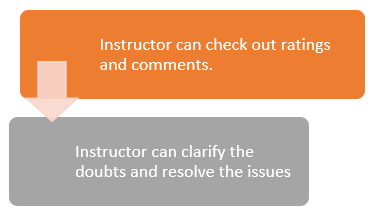 Instructor can check out ratings
and comments.
Instructor can clarify the
doubts and resolve the issues